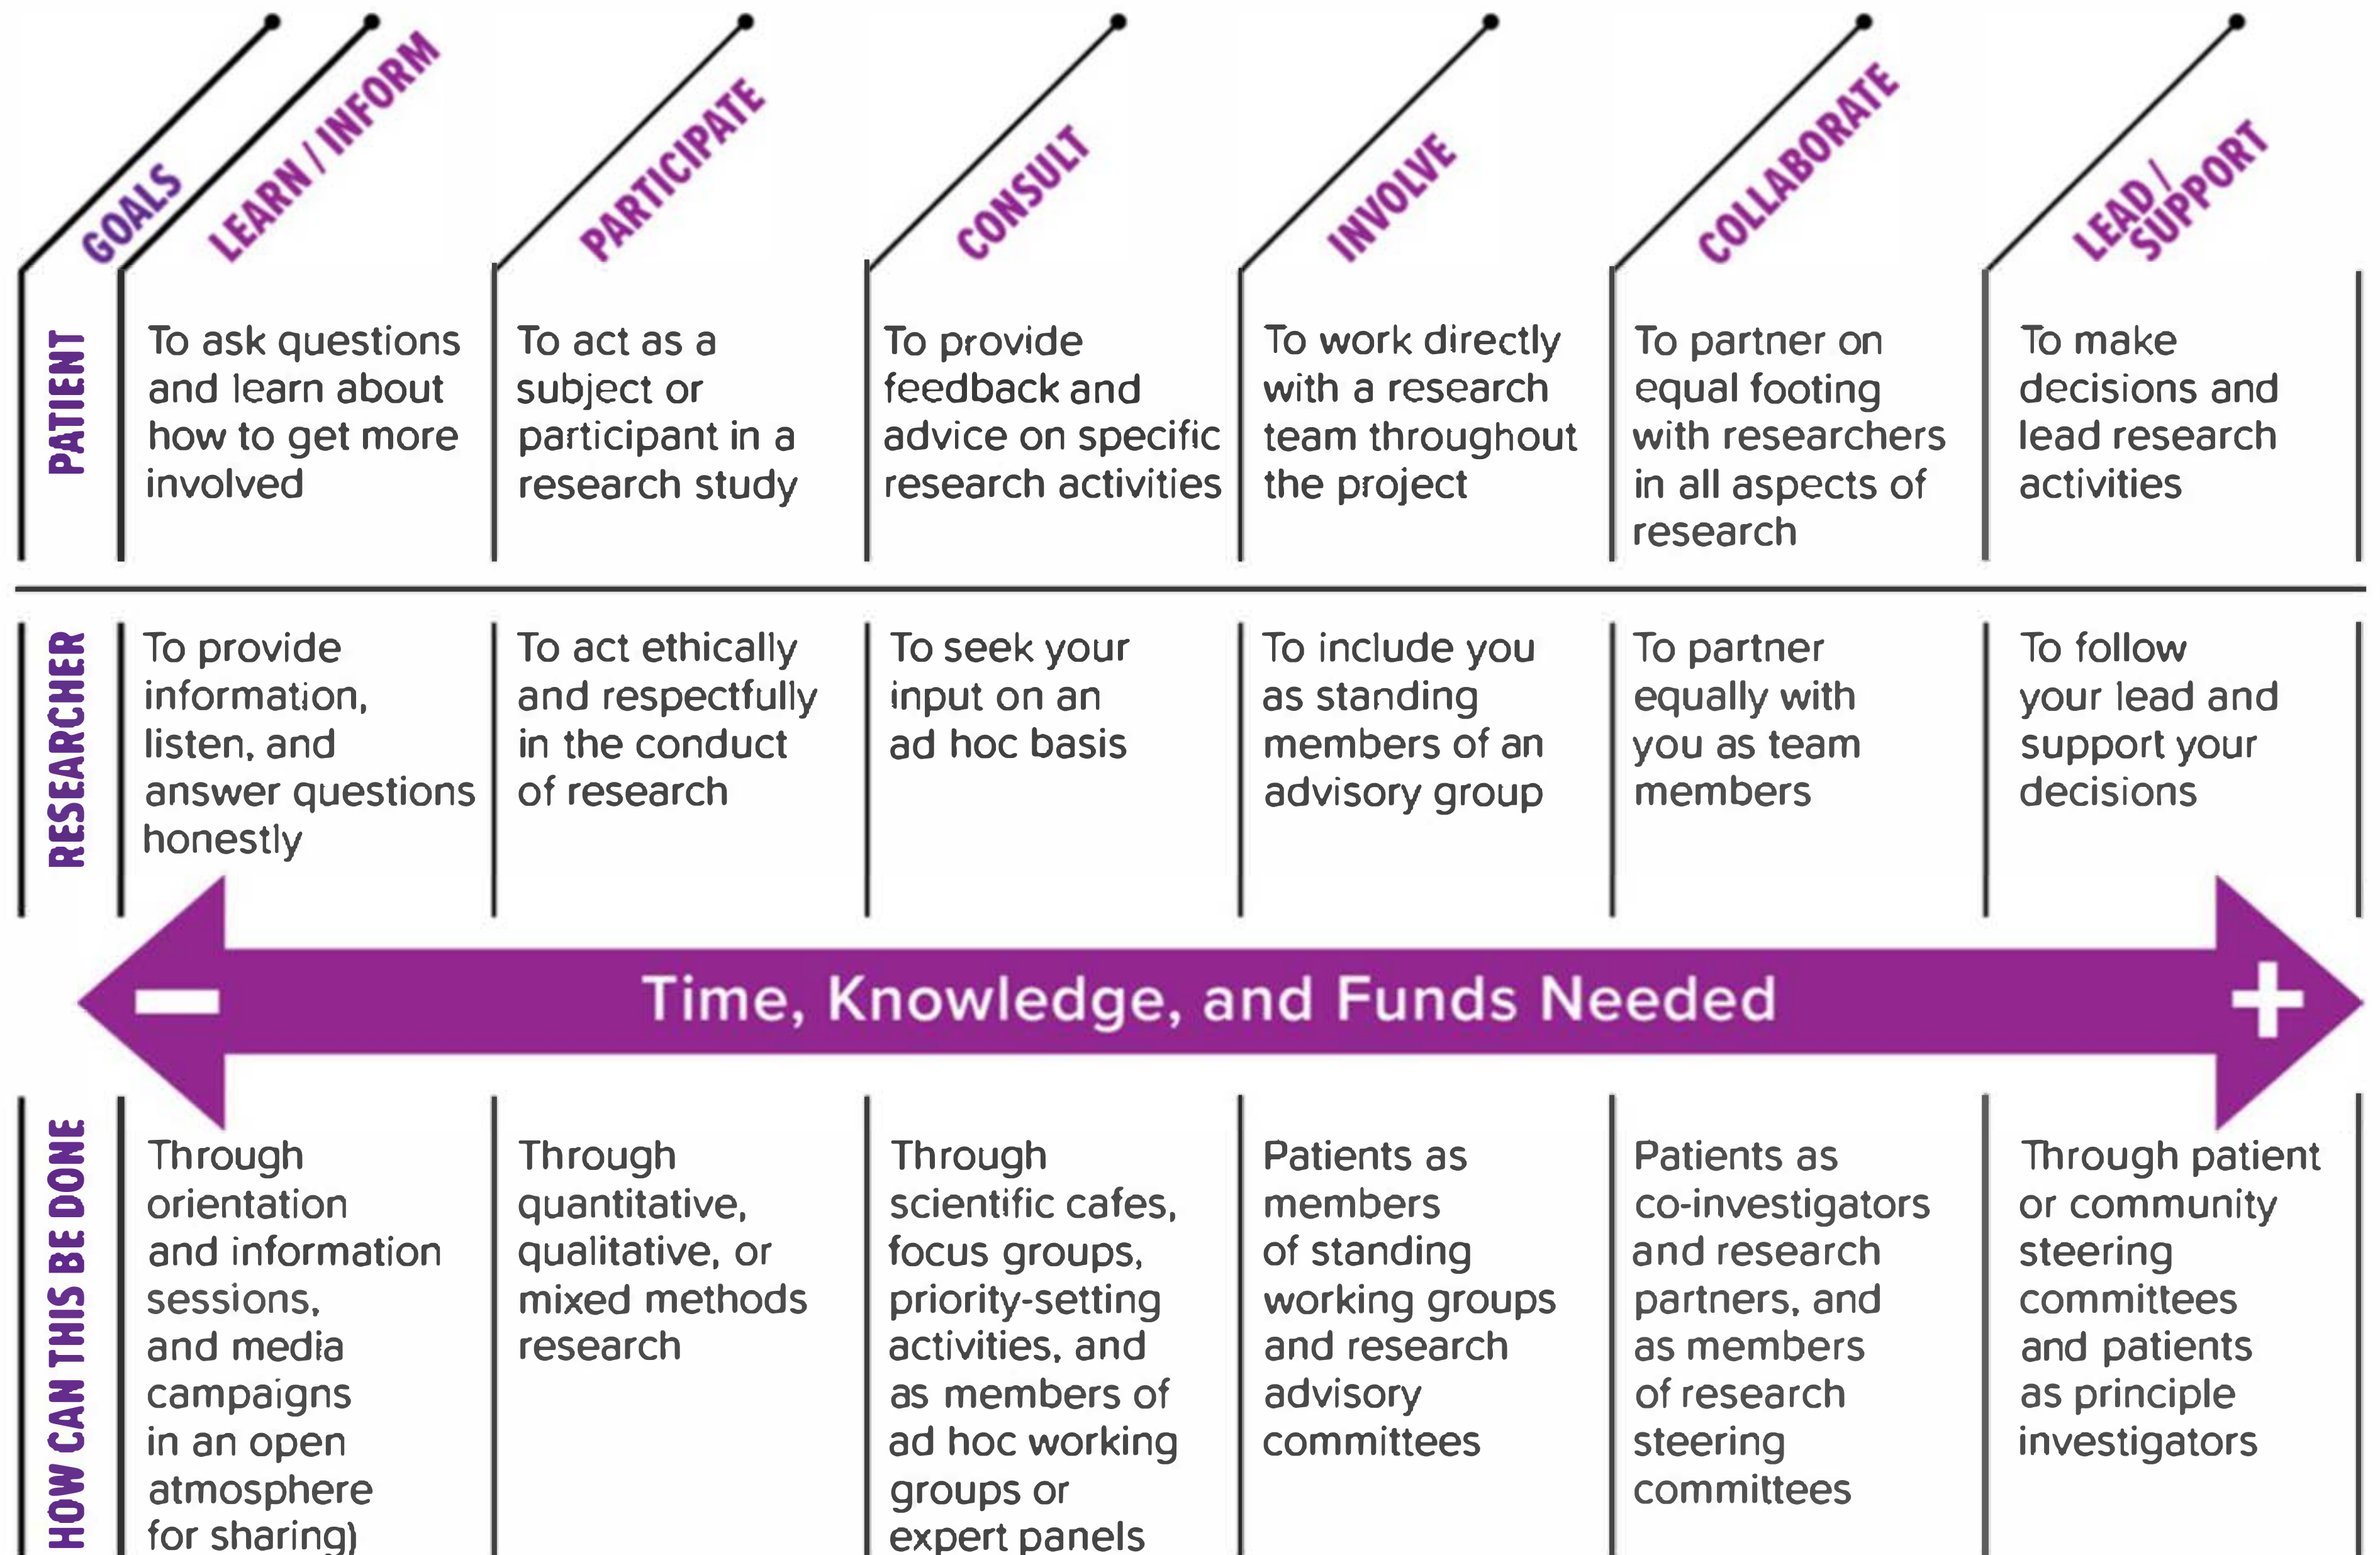 GOALS
LEARN / INFORM
PARTICIPATE
CONSULT
INVOLVE
COLLABORATE
LEAD /
SUPPORT
PATIENT
To ask questions
and learn about
how to get more
involved
To act as a
subject or
participant in a
research study
To provide
feedback and
advice on specific
research activities
To work directly
with a research
team throughout
the project
To partner on
equal footing
with researchers
in all aspects of
research
To make
decisions and
lead research
activities
RESEARCHER
To provide
information,
listen, and
answer questions
honestly
To act ethically
and respectfully
in the conduct
of research
To seek your
input on an
ad hoc basis
To include you
as standing
members of an
advisory group
To partner
equally with
you as team
members
To follow
your lead and
support your
decisions
Time, Knowledge, and Funds Needed
HOW CAN THIS BE DONE
Through
orientation
and information
sessions,
and media
campaigns
in an open
atmosphere
for sharing)
Through
quantitative,
qualitative, or
mixed methods
research
Through
scientific cafes,
focus groups,
priority-setting
activities, and
as members of
ad hoc working
groups or
expert panels
Patients as
members
of standing
working groups
and research
advisory
committees
Patients as
co-investigators
and research
partners, and
as members
of research
steering
committees
Through patient
or community
steering
committees
and patients
as principle
investigators